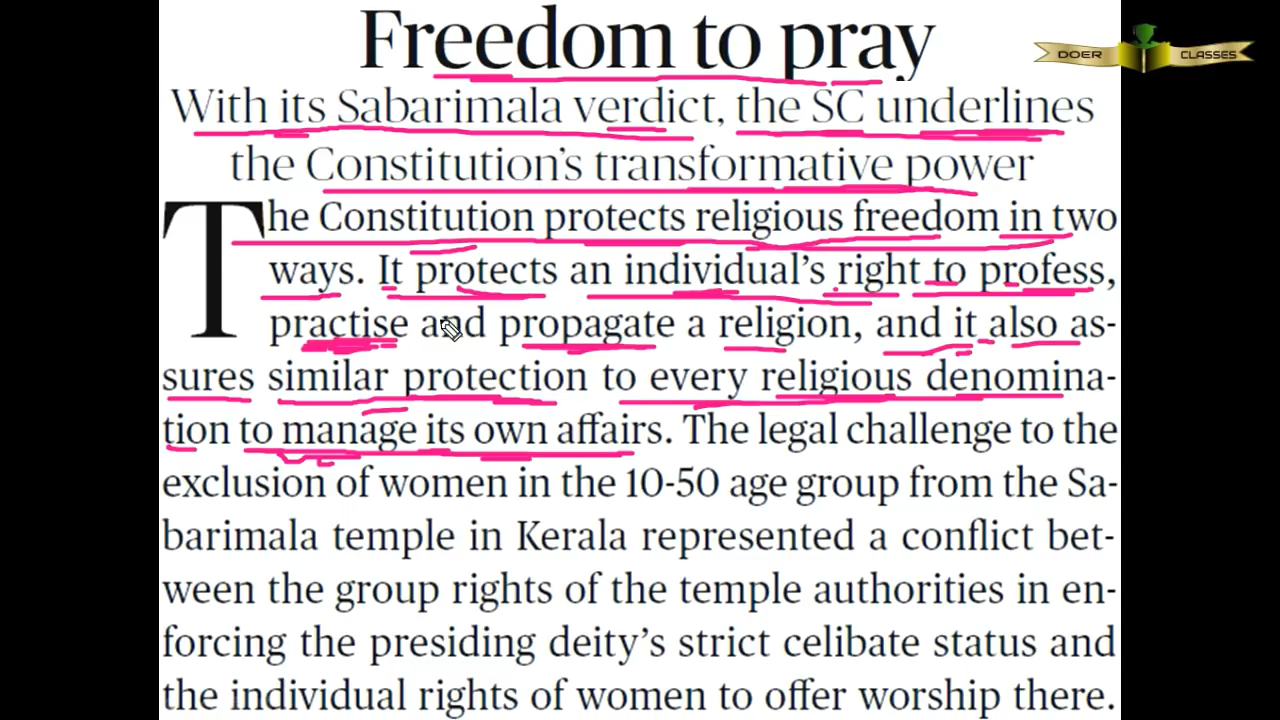 Freedom to pray
DOER CLASSES
With its Sabarimala verdict, the SC underlines
the Constitution's transformative power
The Constitution protects religious freedom in two
ways. It protects an individual's right to profess,
practise and propagate a religion, and it also as-
sures similar protection to every religious denomina-
tion to manage its own affairs. The legal challenge to the
exclusion of women in the 10-50 age group from the Sa-
barimala temple in Kerala represented a conflict bet-
ween the group rights of the temple authorities in en-
forcing the presiding deity's strict celibate status and
the individual rights of women to offer worship there.